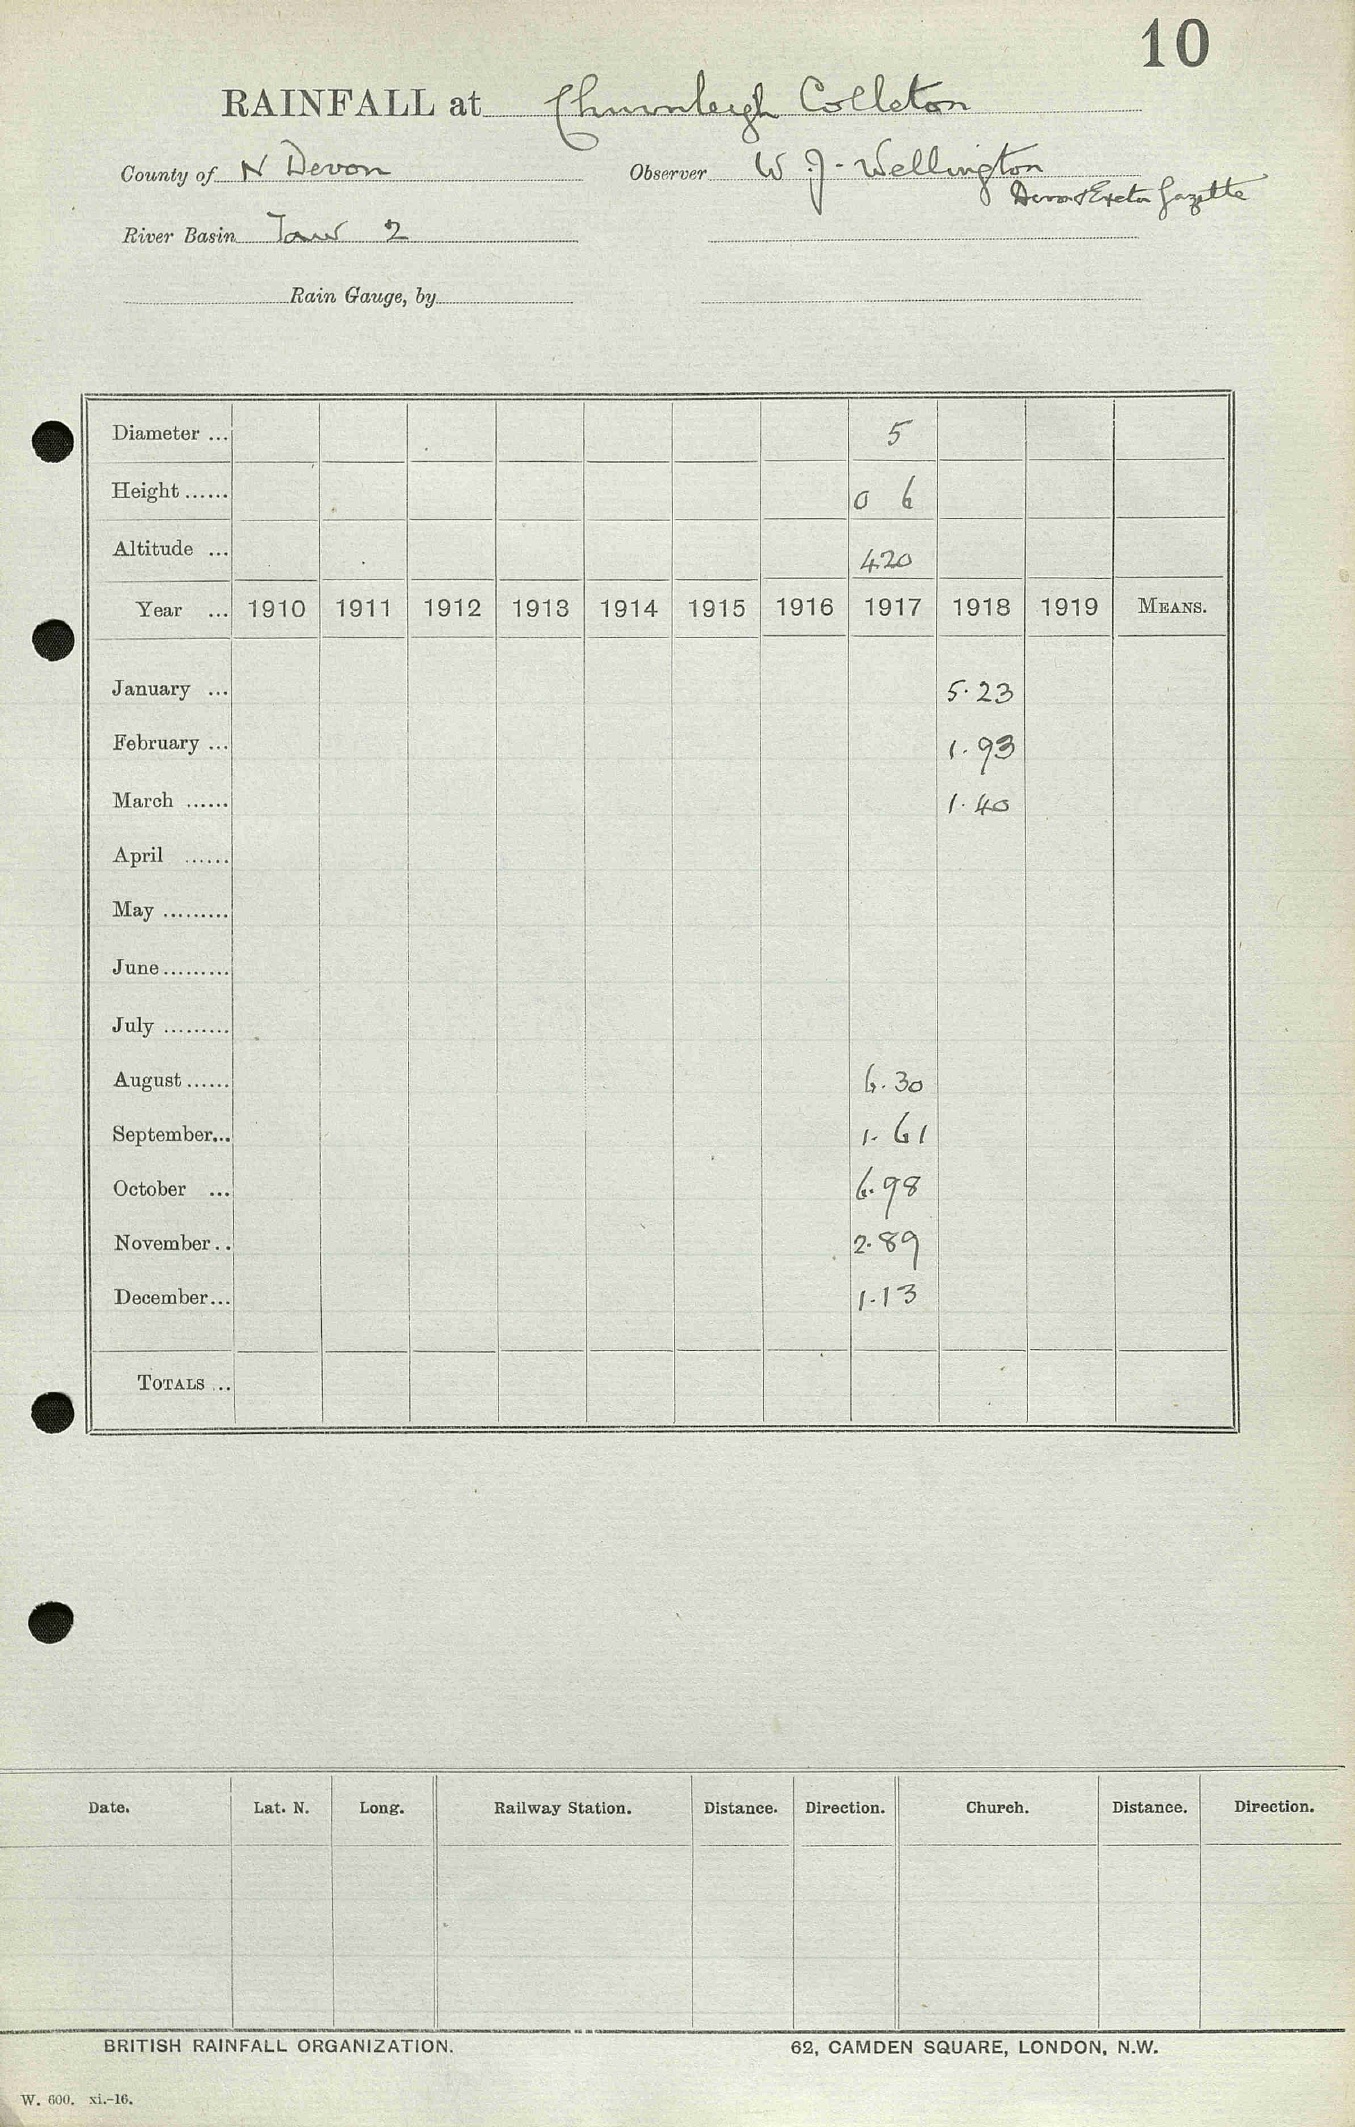 10
RAINFALL at Chumleigh Colleton
County of N Devon Observer W. J. Wellington
Devon & Exeter Gazette
River Basin Taw 2
Rain Gauge, by
Diameter ... 5
Height ...... 0 6
Altitude ... 420
Year ... 1910 1911 1912 1913 1914 1915 1916 1917 1918 1919 MEANS.
January ... 5.23
February ... 1.93
March ...... 1.40
April ......
May .........
June .........
July .........
August ...... 6.30
September... 1.61
October ... 6.98
November.. 2.89
December... 1.13
TOTALS ...
Date. Lat. N. Long. Railway Station. Distance. Direction. Church. Distance. Direction.
BRITISH RAINFALL ORGANIZATION. 62, CAMDEN SQUARE, LONDON, N.W.
W. 600. xi.-16.